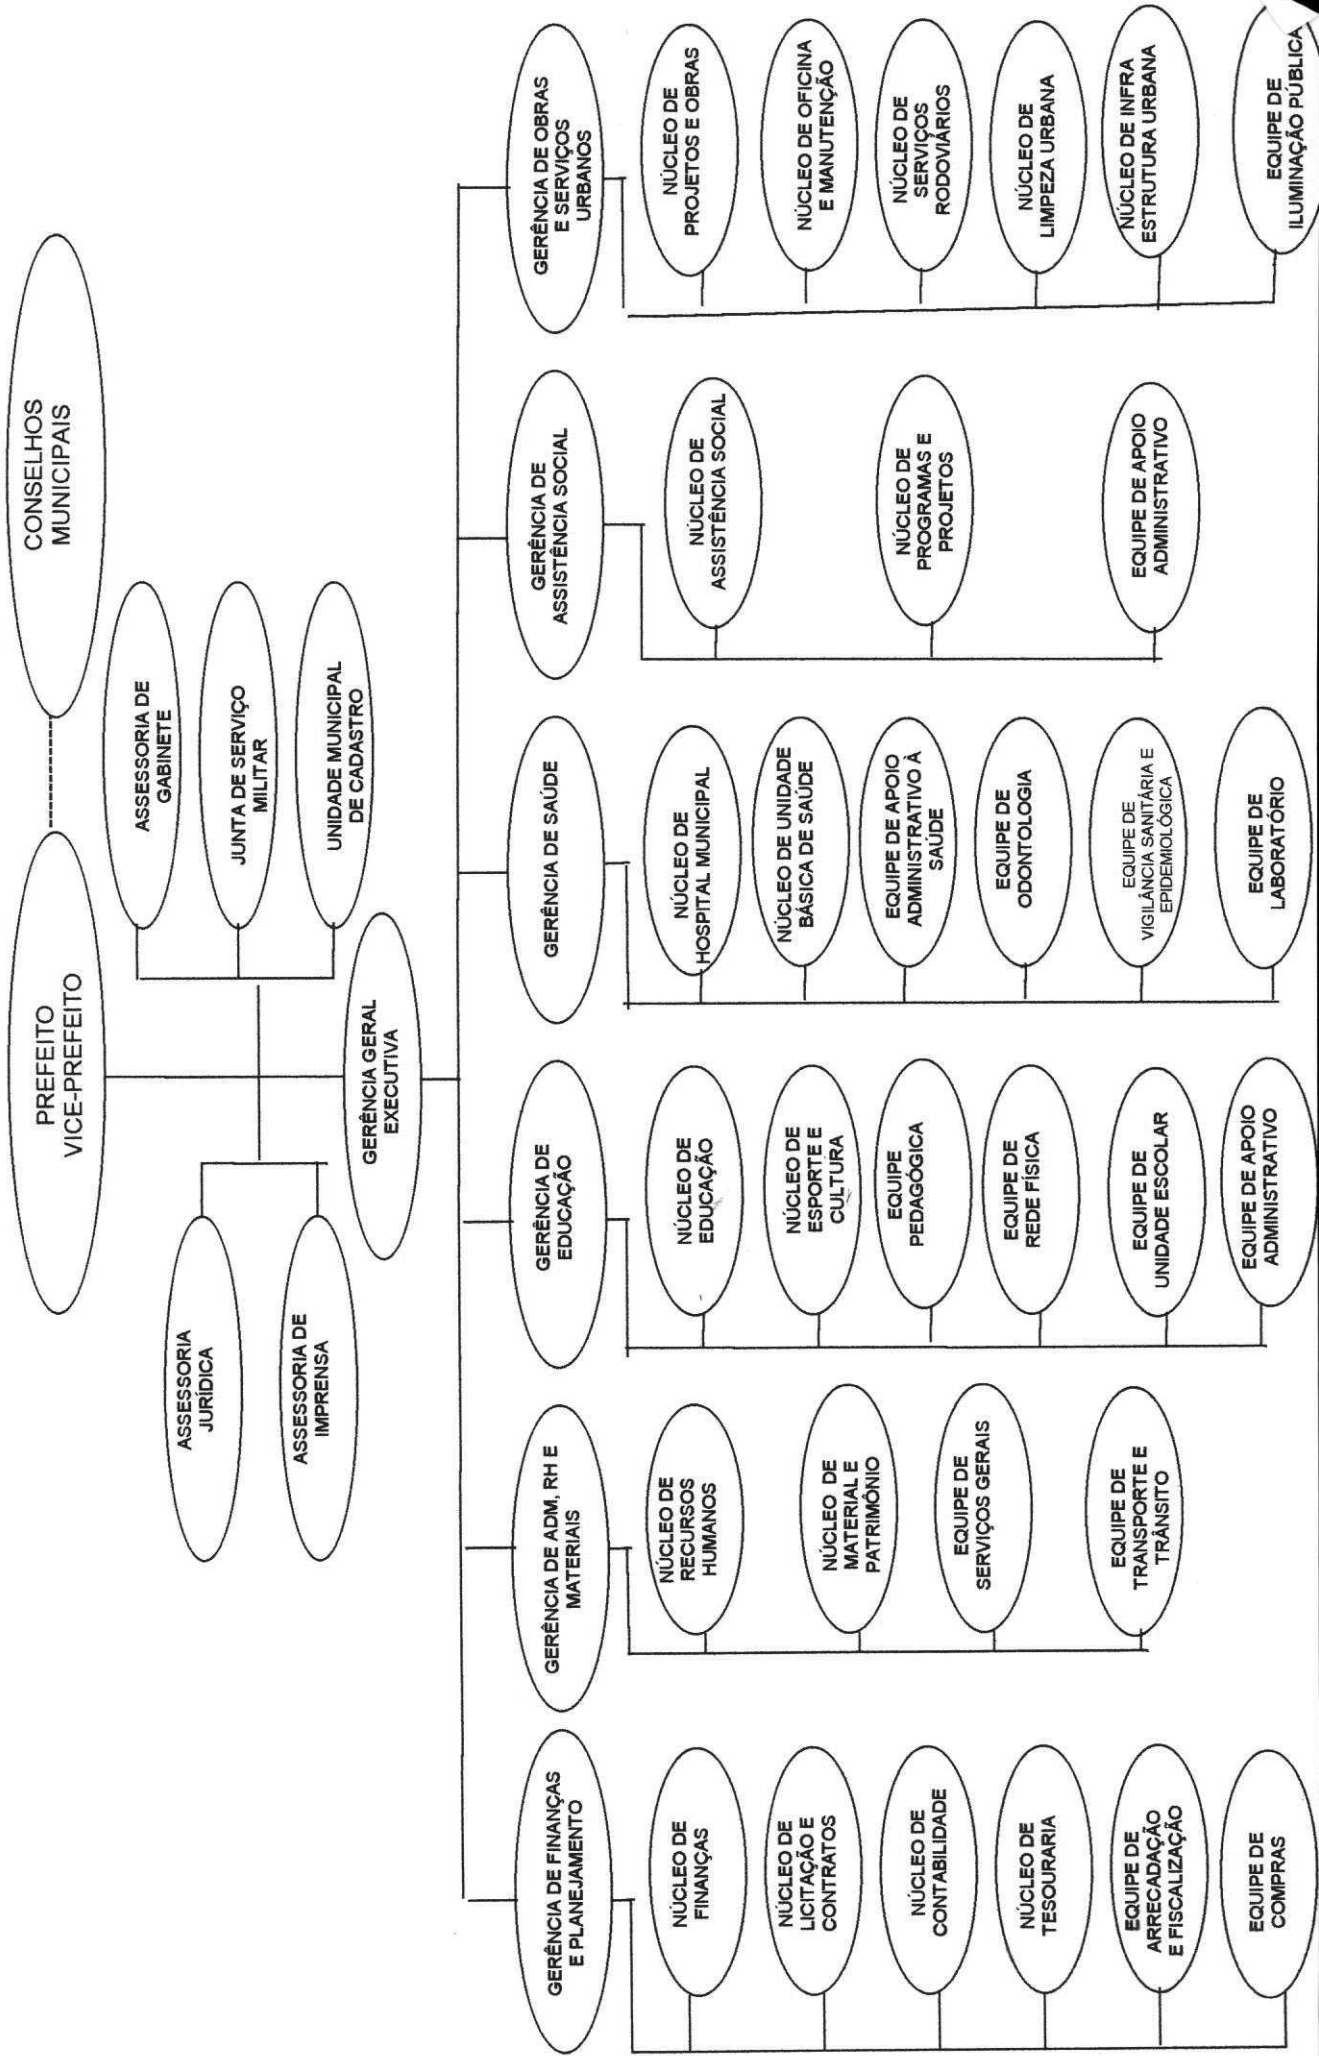 PREFEITO
VICE-PREFEITO
CONSELHOS
MUNICIPAIS
ASSESSORIA
JURÍDICA
ASSESSORIA DE
IMPRENSA
ASSESSORIA DE
GABINETE
JUNTA DE SERVIÇO
MILITAR
UNIDADE MUNICIPAL
DE CADASTRO
GERÊNCIA GERAL
EXECUTIVA
GERÊNCIA DE FINANÇAS
E PLANEJAMENTO
NÚCLEO DE
FINANÇAS
NÚCLEO DE
LICITAÇÃO E
CONTRATOS
NÚCLEO DE
CONTABILIDADE
NÚCLEO DE
TESOURARIA
EQUIPE DE
ARRECADAÇÃO
E FISCALIZAÇÃO
EQUIPE DE
COMPRAS
GERÊNCIA DE ADM, RH E
MATERIAIS
NÚCLEO DE
RECURSOS
HUMANOS
NÚCLEO DE
MATERIAL E
PATRIMÔNIO
EQUIPE DE
SERVIÇOS GERAIS
EQUIPE DE
TRANSPORTE E
TRÂNSITO
GERÊNCIA DE
EDUCAÇÃO
NÚCLEO DE
EDUCAÇÃO
NÚCLEO DE
ESPORTE E
CULTURA
EQUIPE
PEDAGÓGICA
EQUIPE DE
REDE FÍSICA
EQUIPE DE
UNIDADE ESCOLAR
EQUIPE DE APOIO
ADMINISTRATIVO
GERÊNCIA DE SAÚDE
NÚCLEO DE
HOSPITAL MUNICIPAL
NÚCLEO DE UNIDADE
BÁSICA DE SAÚDE
EQUIPE DE APOIO
ADMINISTRATIVO À
SAÚDE
EQUIPE DE
ODONTOLOGIA
EQUIPE DE
VIGILÂNCIA SANITÁRIA E
EPIDEMIOLÓGICA
EQUIPE DE
LABORATÓRIO
GERÊNCIA DE
ASSISTÊNCIA SOCIAL
NÚCLEO DE
ASSISTÊNCIA SOCIAL
NÚCLEO DE
PROGRAMAS E
PROJETOS
EQUIPE DE APOIO
ADMINISTRATIVO
GERÊNCIA DE OBRAS
E SERVIÇOS
URBANOS
NÚCLEO DE
PROJETOS E OBRAS
NÚCLEO DE OFICINA
E MANUTENÇÃO
NÚCLEO DE
SERVIÇOS
RODOVIÁRIOS
NÚCLEO DE
LIMPEZA URBANA
NÚCLEO DE INFRA
ESTRUTURA URBANA
EQUIPE DE
ILUMINAÇÃO PÚBLICA